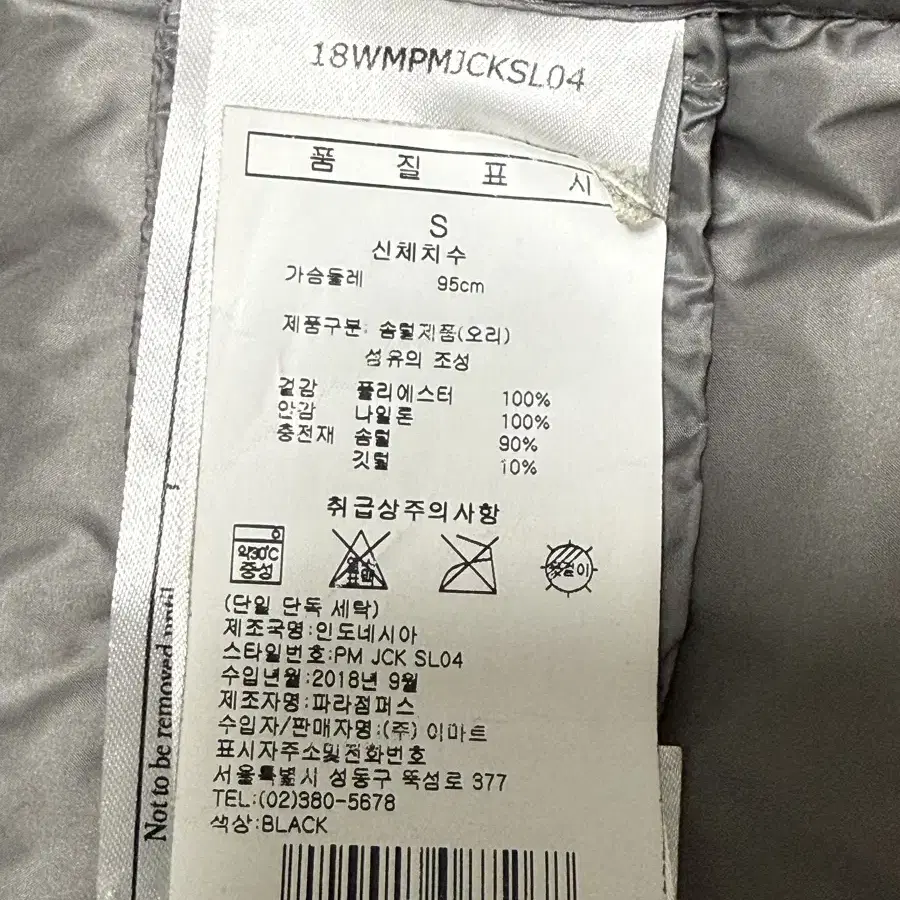 18WMPMJCKSL04
품 질 표 시
S
신체치수
가슴둘레 95cm
제품구분: 솜털제품(오리)
섬유의 조성
겉감 폴리에스터 100%
안감 나일론 100%
충전재 솜털 90%
깃털 10%
취급상주의사항
약30℃
중성
염소
표백
옷걸이
(단일 단독 세탁)
제조국명:인도네시아
스타일번호:PM JCK SL04
수입년월:2018년 9월
제조자명:파라점퍼스
수입자/판매자명:(주) 이마트
표시자주소및전화번호
서울특별시 성동구 뚝섬로 377
TEL:(02)380-5678
색상:BLACK
Not to be removed until